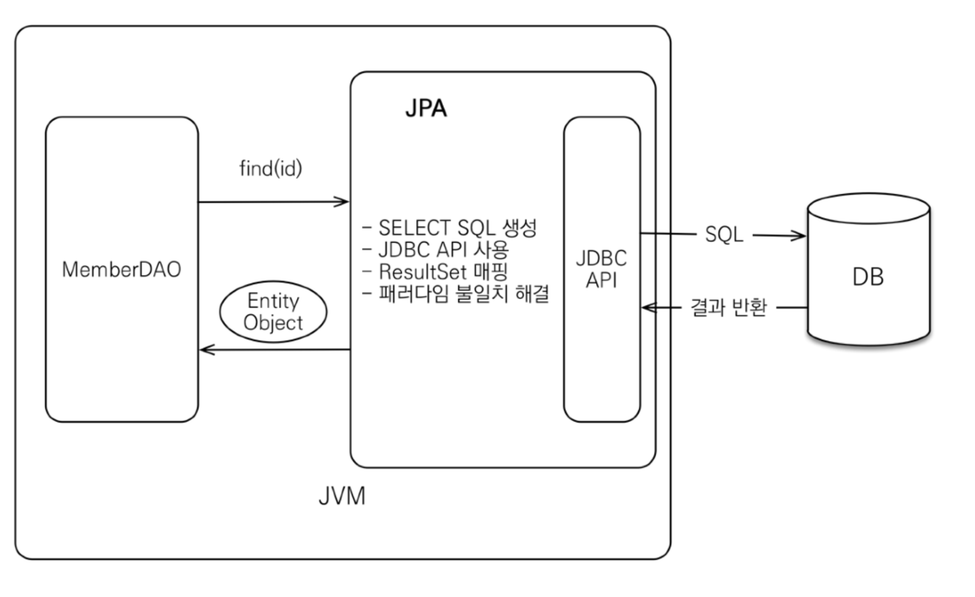 JPA
find(id)
MemberDAO
Entity
Object
- SELECT SQL 생성
- JDBC API 사용
- ResultSet 매핑
- 패러다임 불일치 해결
JDBC
API
SQL
결과 반환
DB
JVM